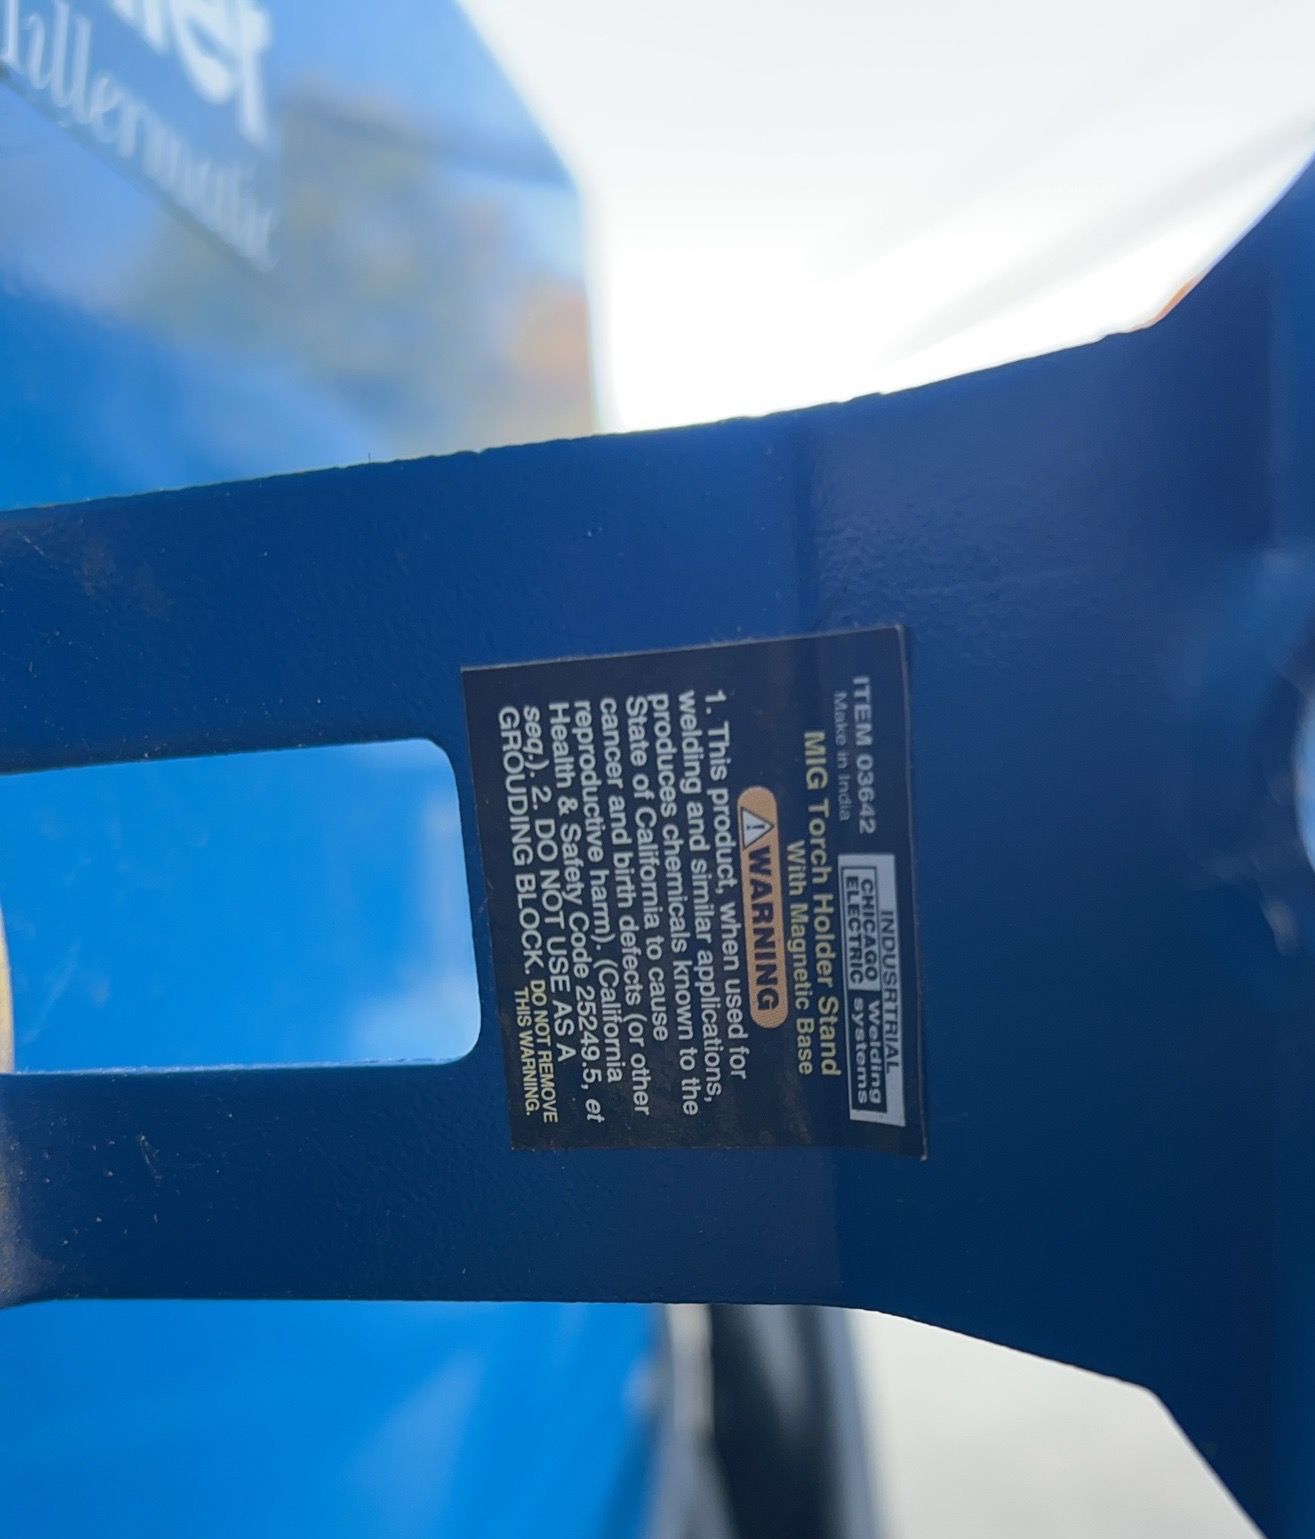 ITEM 03642
Make in India
INDUSRTRIAL
CHICAGO ELECTRIC
Welding systems
MIG Torch Holder Stand
With Magnetic Base
WARNING
1. This product, when used for
welding and similar applications,
produces chemicals known to the
State of California to cause
cancer and birth defects (or other
reproductive harm). (California
Health & Safety Code 25249.5, et
seq.). 2. DO NOT USE AS A
GROUDING BLOCK. DO NOT REMOVE
THIS WARNING.